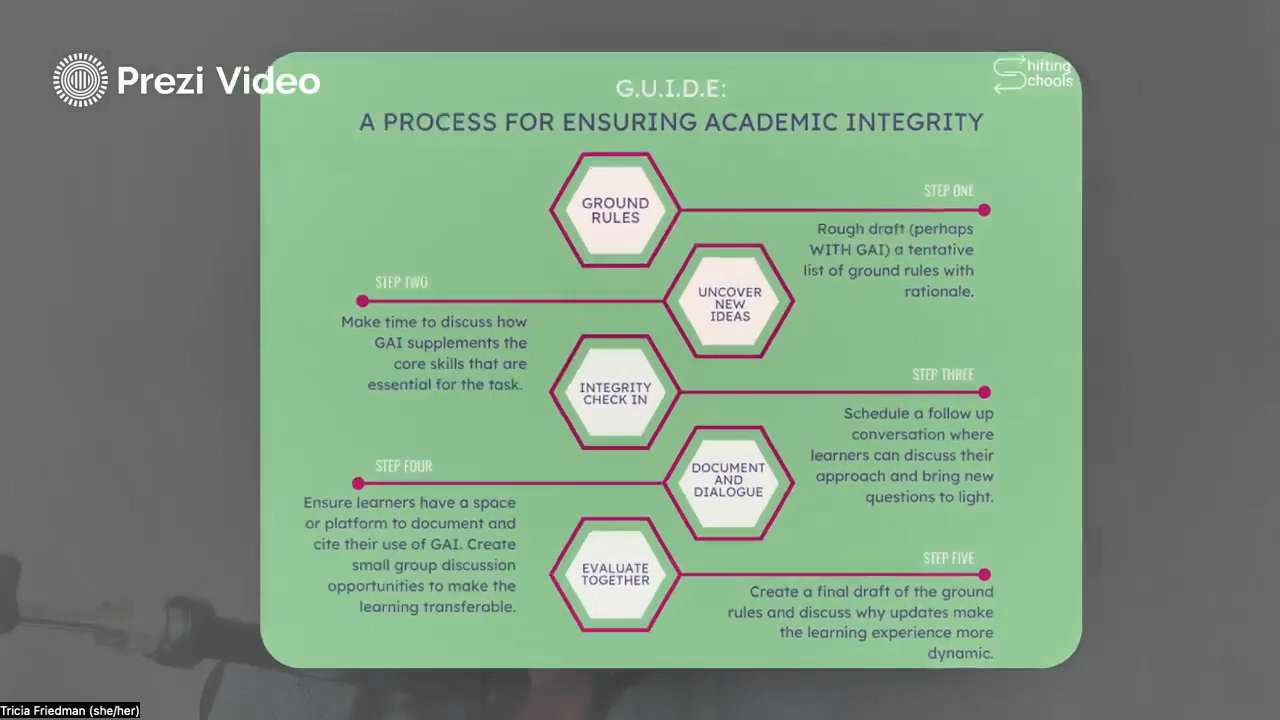 Prezi Video
Shifting
Schools
G.U.I.D.E:
A PROCESS FOR ENSURING ACADEMIC INTEGRITY
GROUND
RULES
STEP ONE
Rough draft (perhaps
WITH GAI) a tentative
list of ground rules with
rationale.
UNCOVER
NEW
IDEAS
STEP TWO
Make time to discuss how
GAI supplements the
core skills that are
essential for the task.
INTEGRITY
CHECK IN
STEP THREE
Schedule a follow up
conversation where
learners can discuss their
approach and bring new
questions to light.
DOCUMENT
AND
DIALOGUE
STEP FOUR
Ensure learners have a space
or platform to document and
cite their use of GAI. Create
small group discussion
opportunities to make the
learning transferable.
EVALUATE
TOGETHER
STEP FIVE
Create a final draft of the ground
rules and discuss why updates make
the learning experience more
dynamic.
Tricia Friedman (she/her)